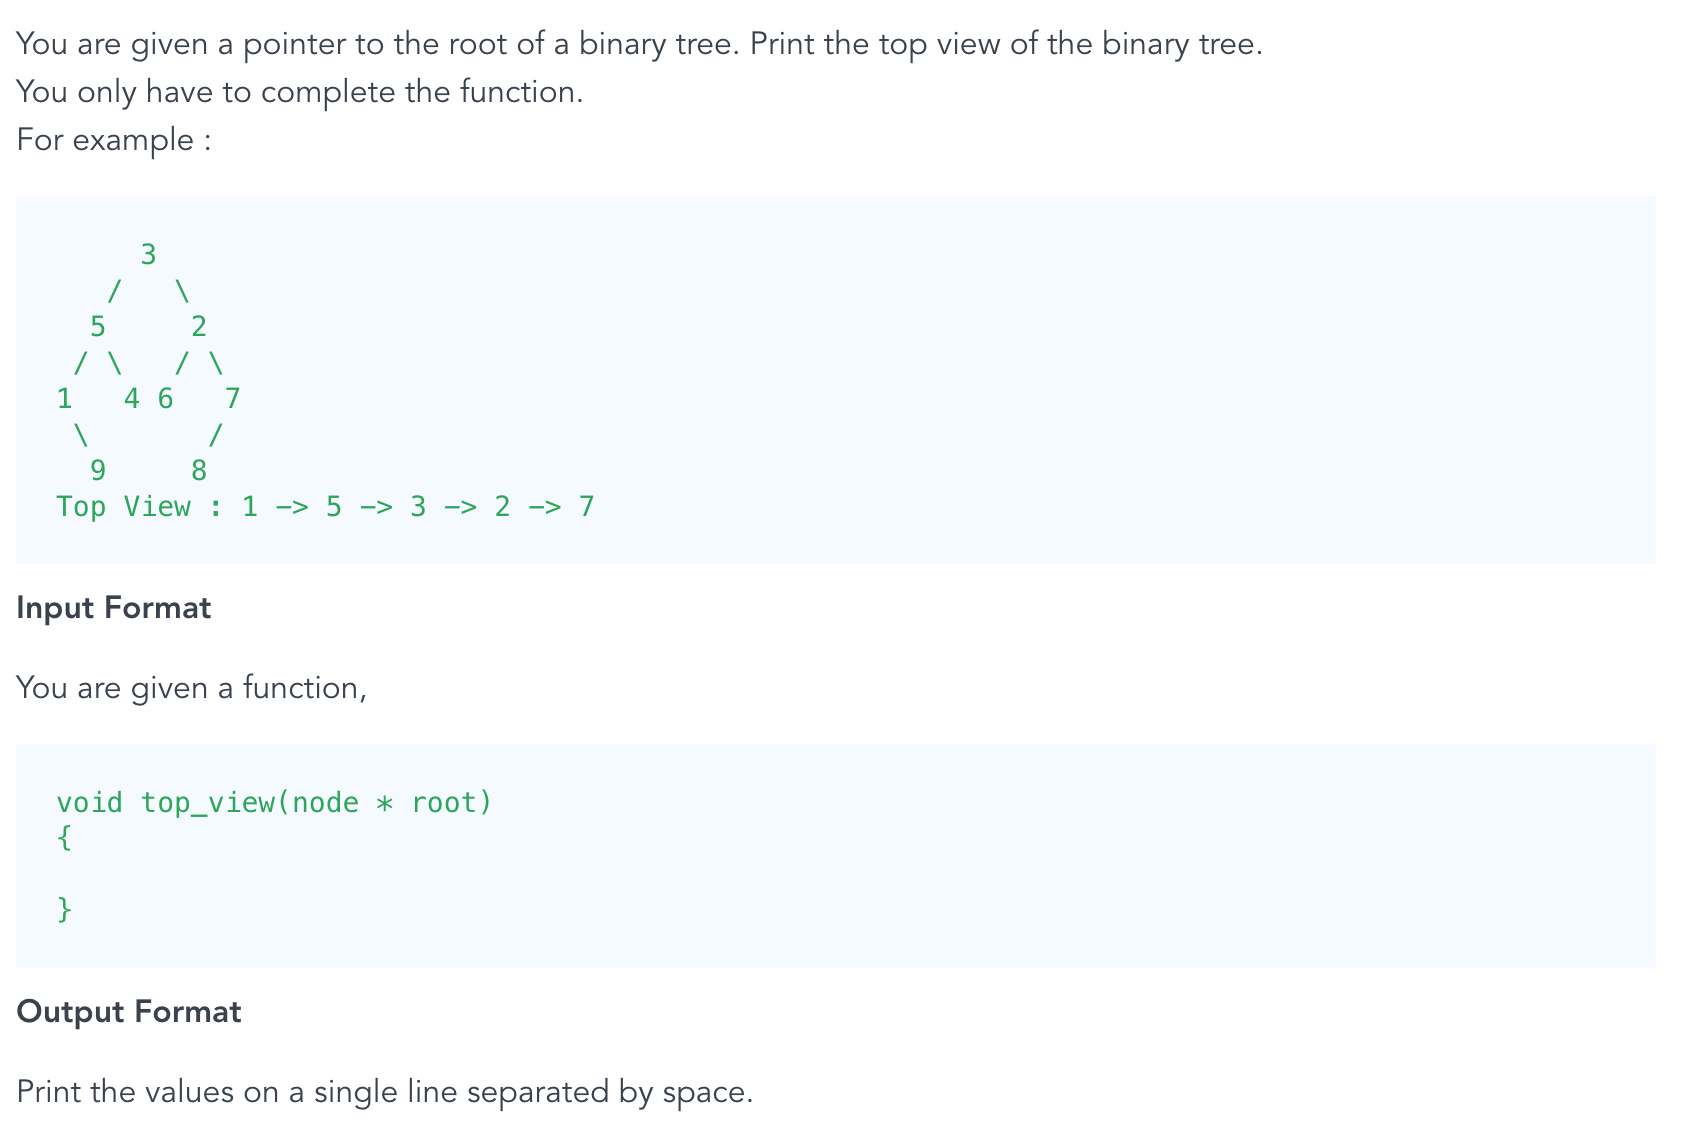 You are given a pointer to the root of a binary tree. Print the top view of the binary tree.
You only have to complete the function.
For example :
     3
   /   \
  5     2
 / \   / \
1   4 6   7
 \       /
  9     8
Top View : 1 -> 5 -> 3 -> 2 -> 7
Input Format
You are given a function,
void top_view(node * root)
{
}
Output Format
Print the values on a single line separated by space.